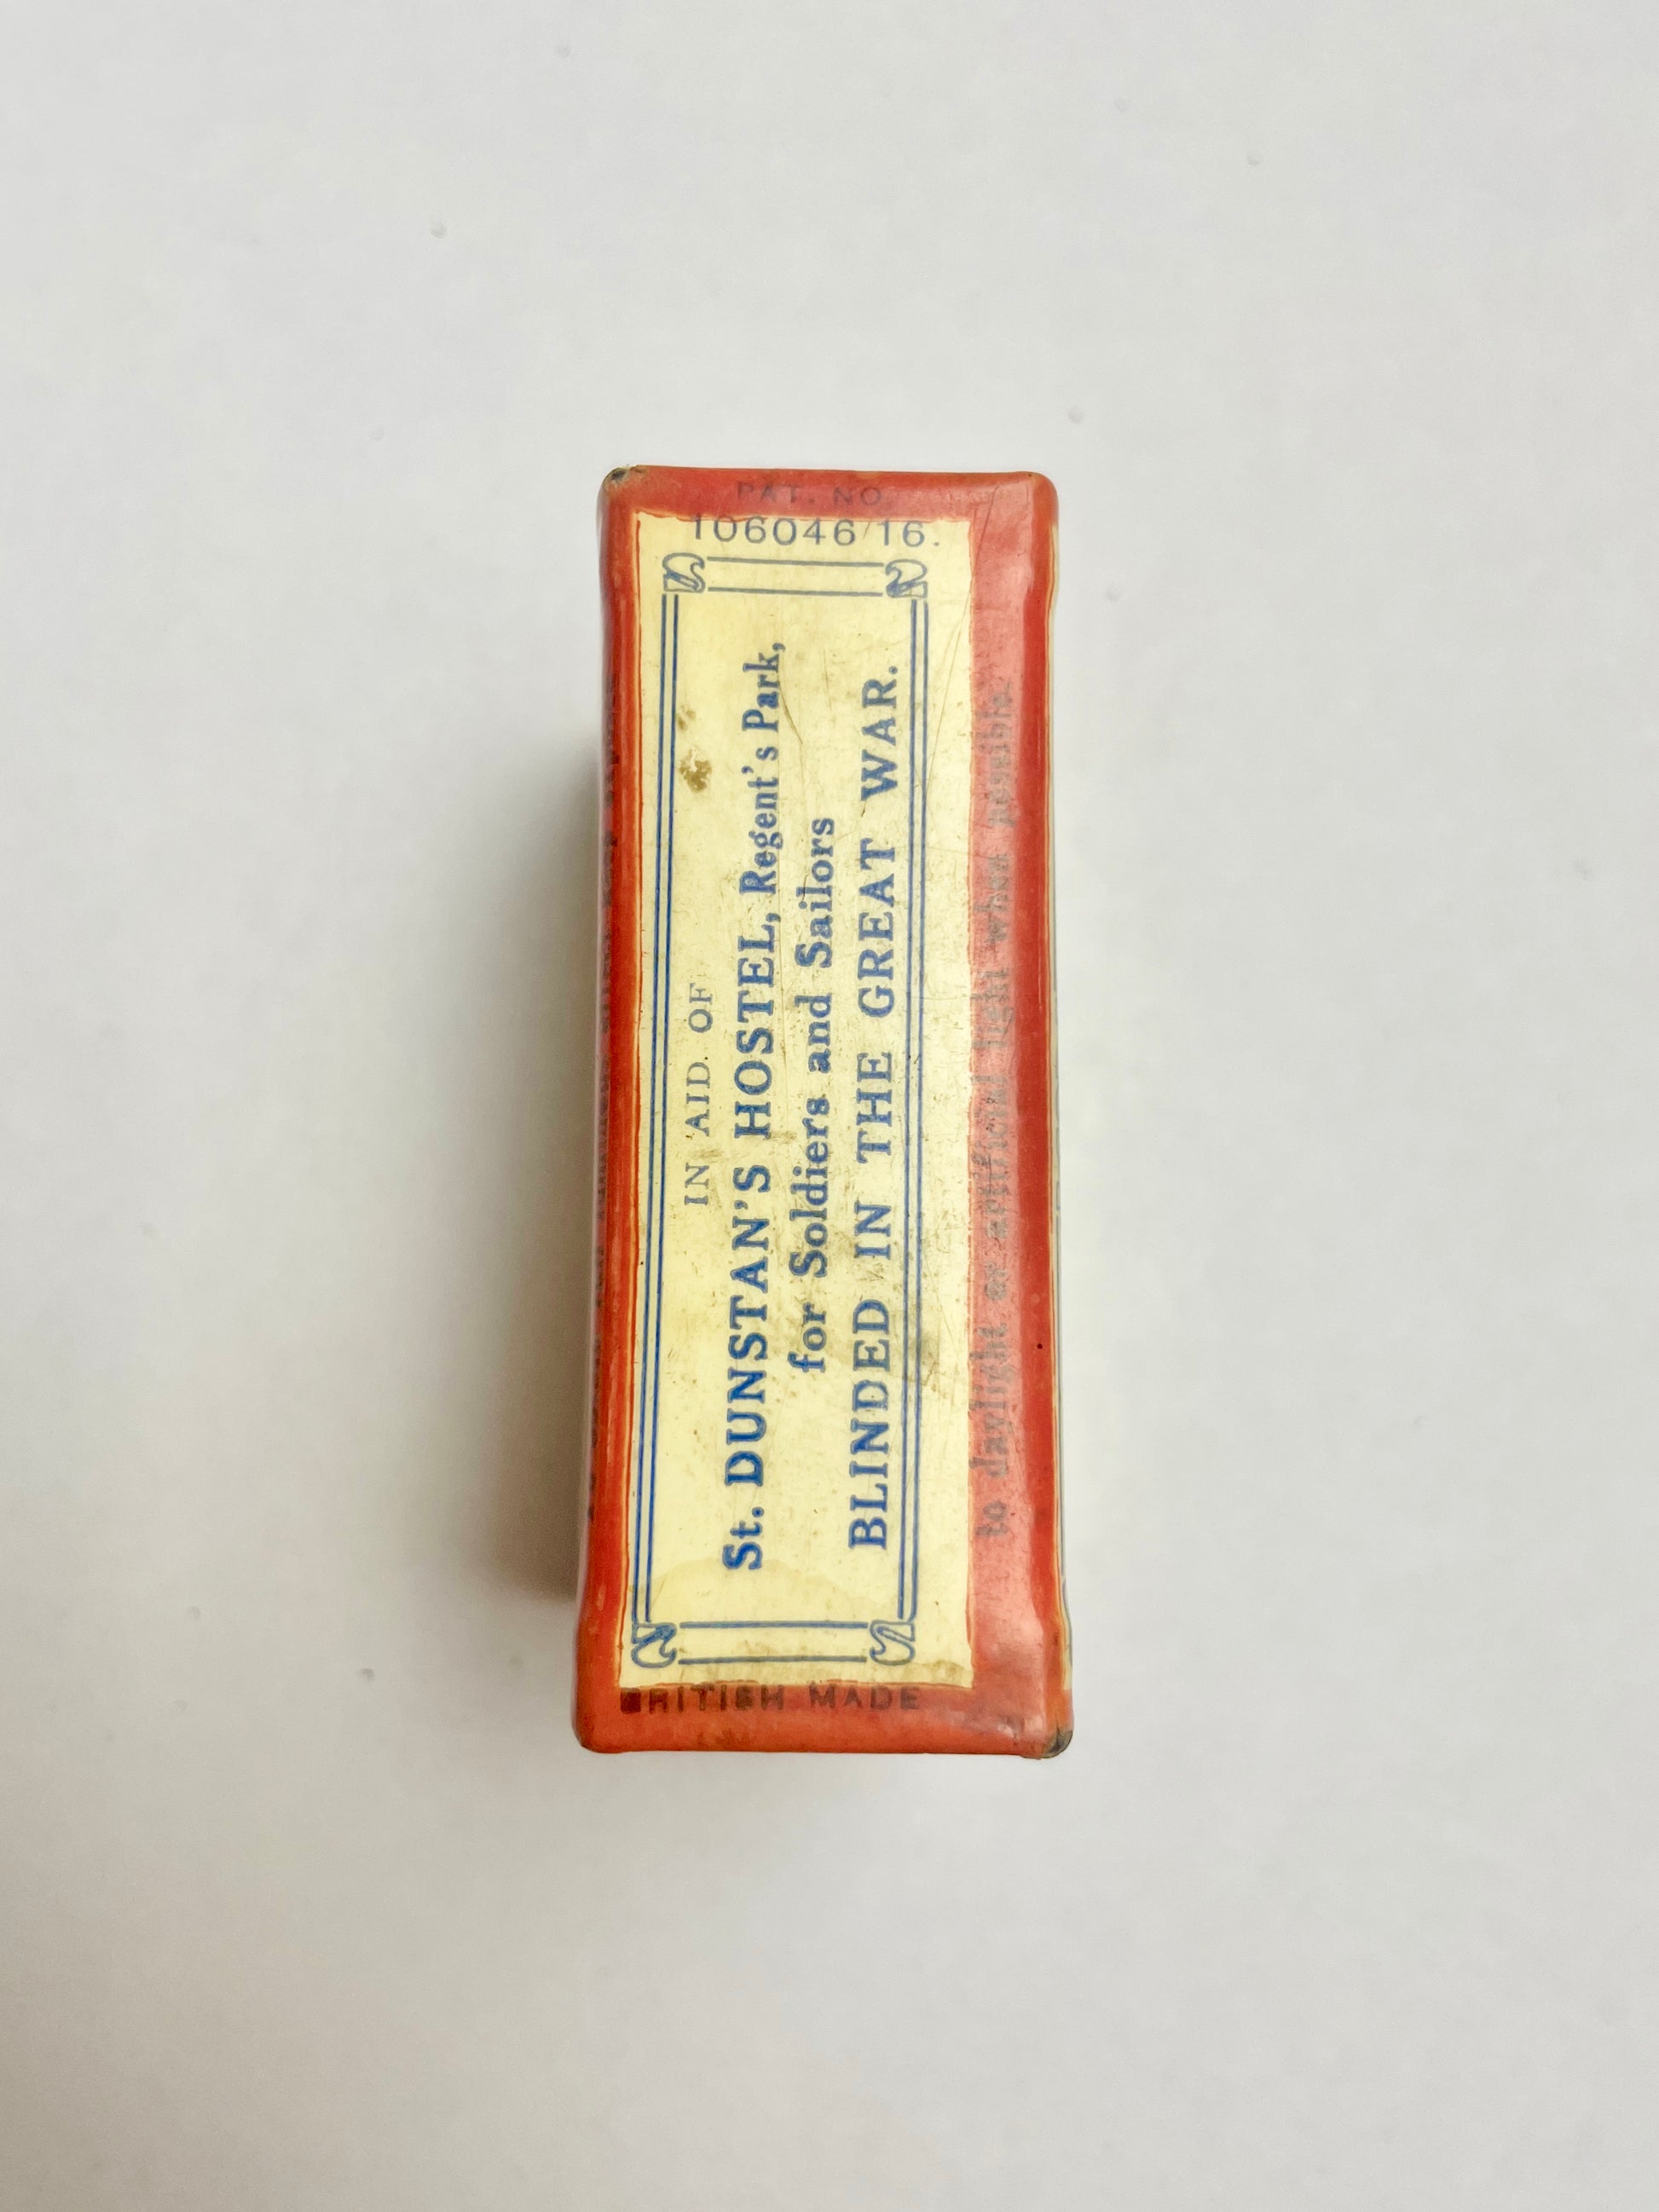 PAT. NO.
106046/16.
IN AID OF
St. DUNSTAN'S HOSTEL, Regent's Park,
for Soldiers and Sailors
BLINDED IN THE GREAT WAR.
to daylight or artificial light when possible.
BRITISH MADE